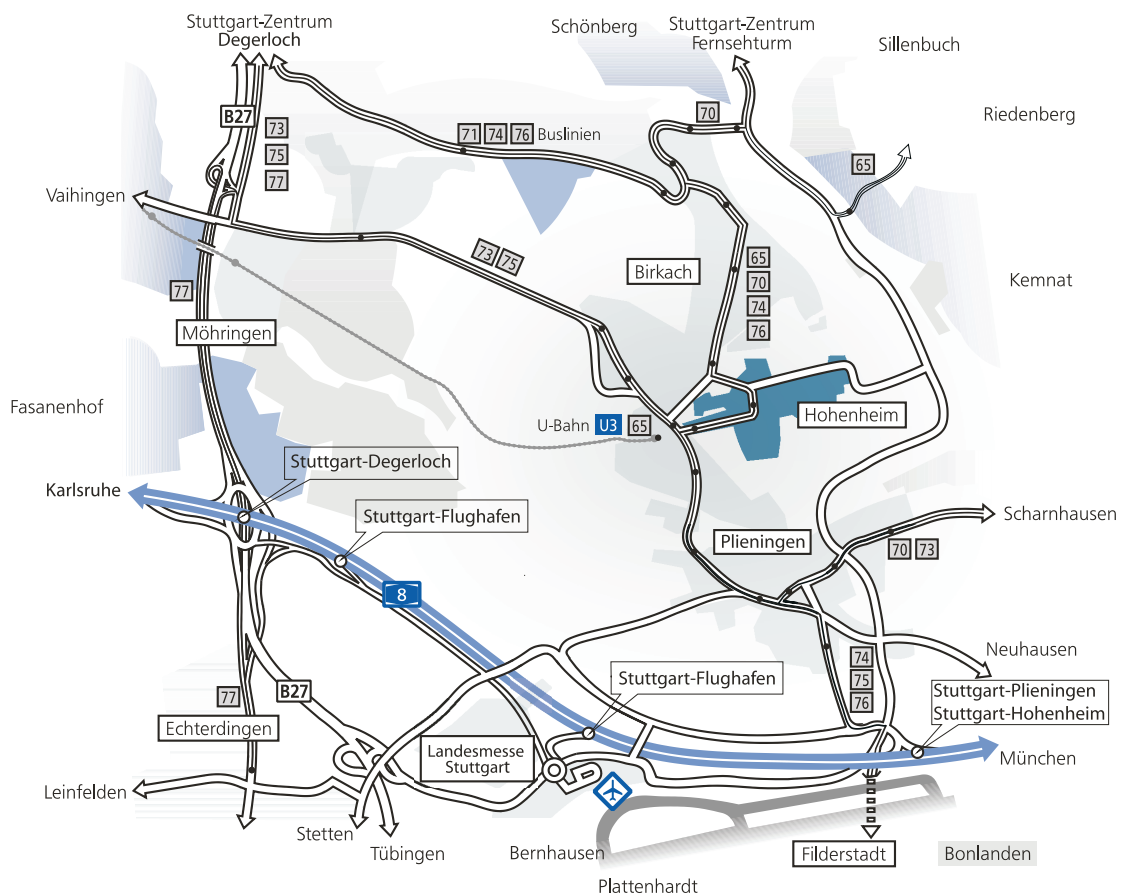 Stuttgart-Zentrum
Degerloch
Schönberg
Stuttgart-Zentrum
Fernsehturm
Sillenbuch
Riedenberg
B27
73
75
77
71 74 76 Buslinien
70
65
Vaihingen
73 75
Birkach
65
70
74
76
Kemnat
77
Möhringen
Fasanenhof
U-Bahn U3 65
Hohenheim
Stuttgart-Degerloch
Karlsruhe
Stuttgart-Flughafen
Scharnhausen
Plieningen
70 73
8
Neuhausen
74
75
76
Stuttgart-Flughafen
Stuttgart-Plieningen
Stuttgart-Hohenheim
77
B27
Echterdingen
Landesmesse
Stuttgart
München
Leinfelden
Stetten
Tübingen
Bernhausen
Filderstadt
Bonlanden
Plattenhardt